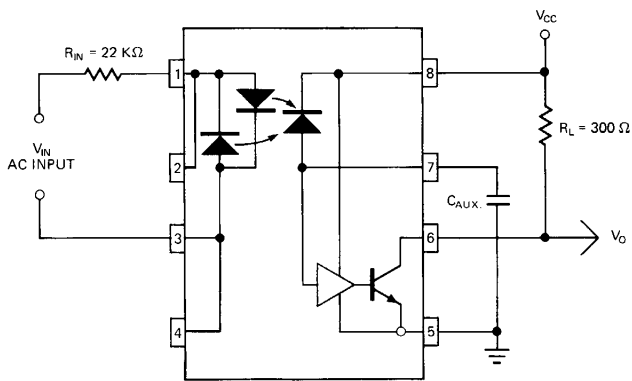 V_CC
R_IN = 22 KΩ
1
8
R_L = 300 Ω
V_IN
AC INPUT
2
7
C_AUX.
3
6
V_O
4
5